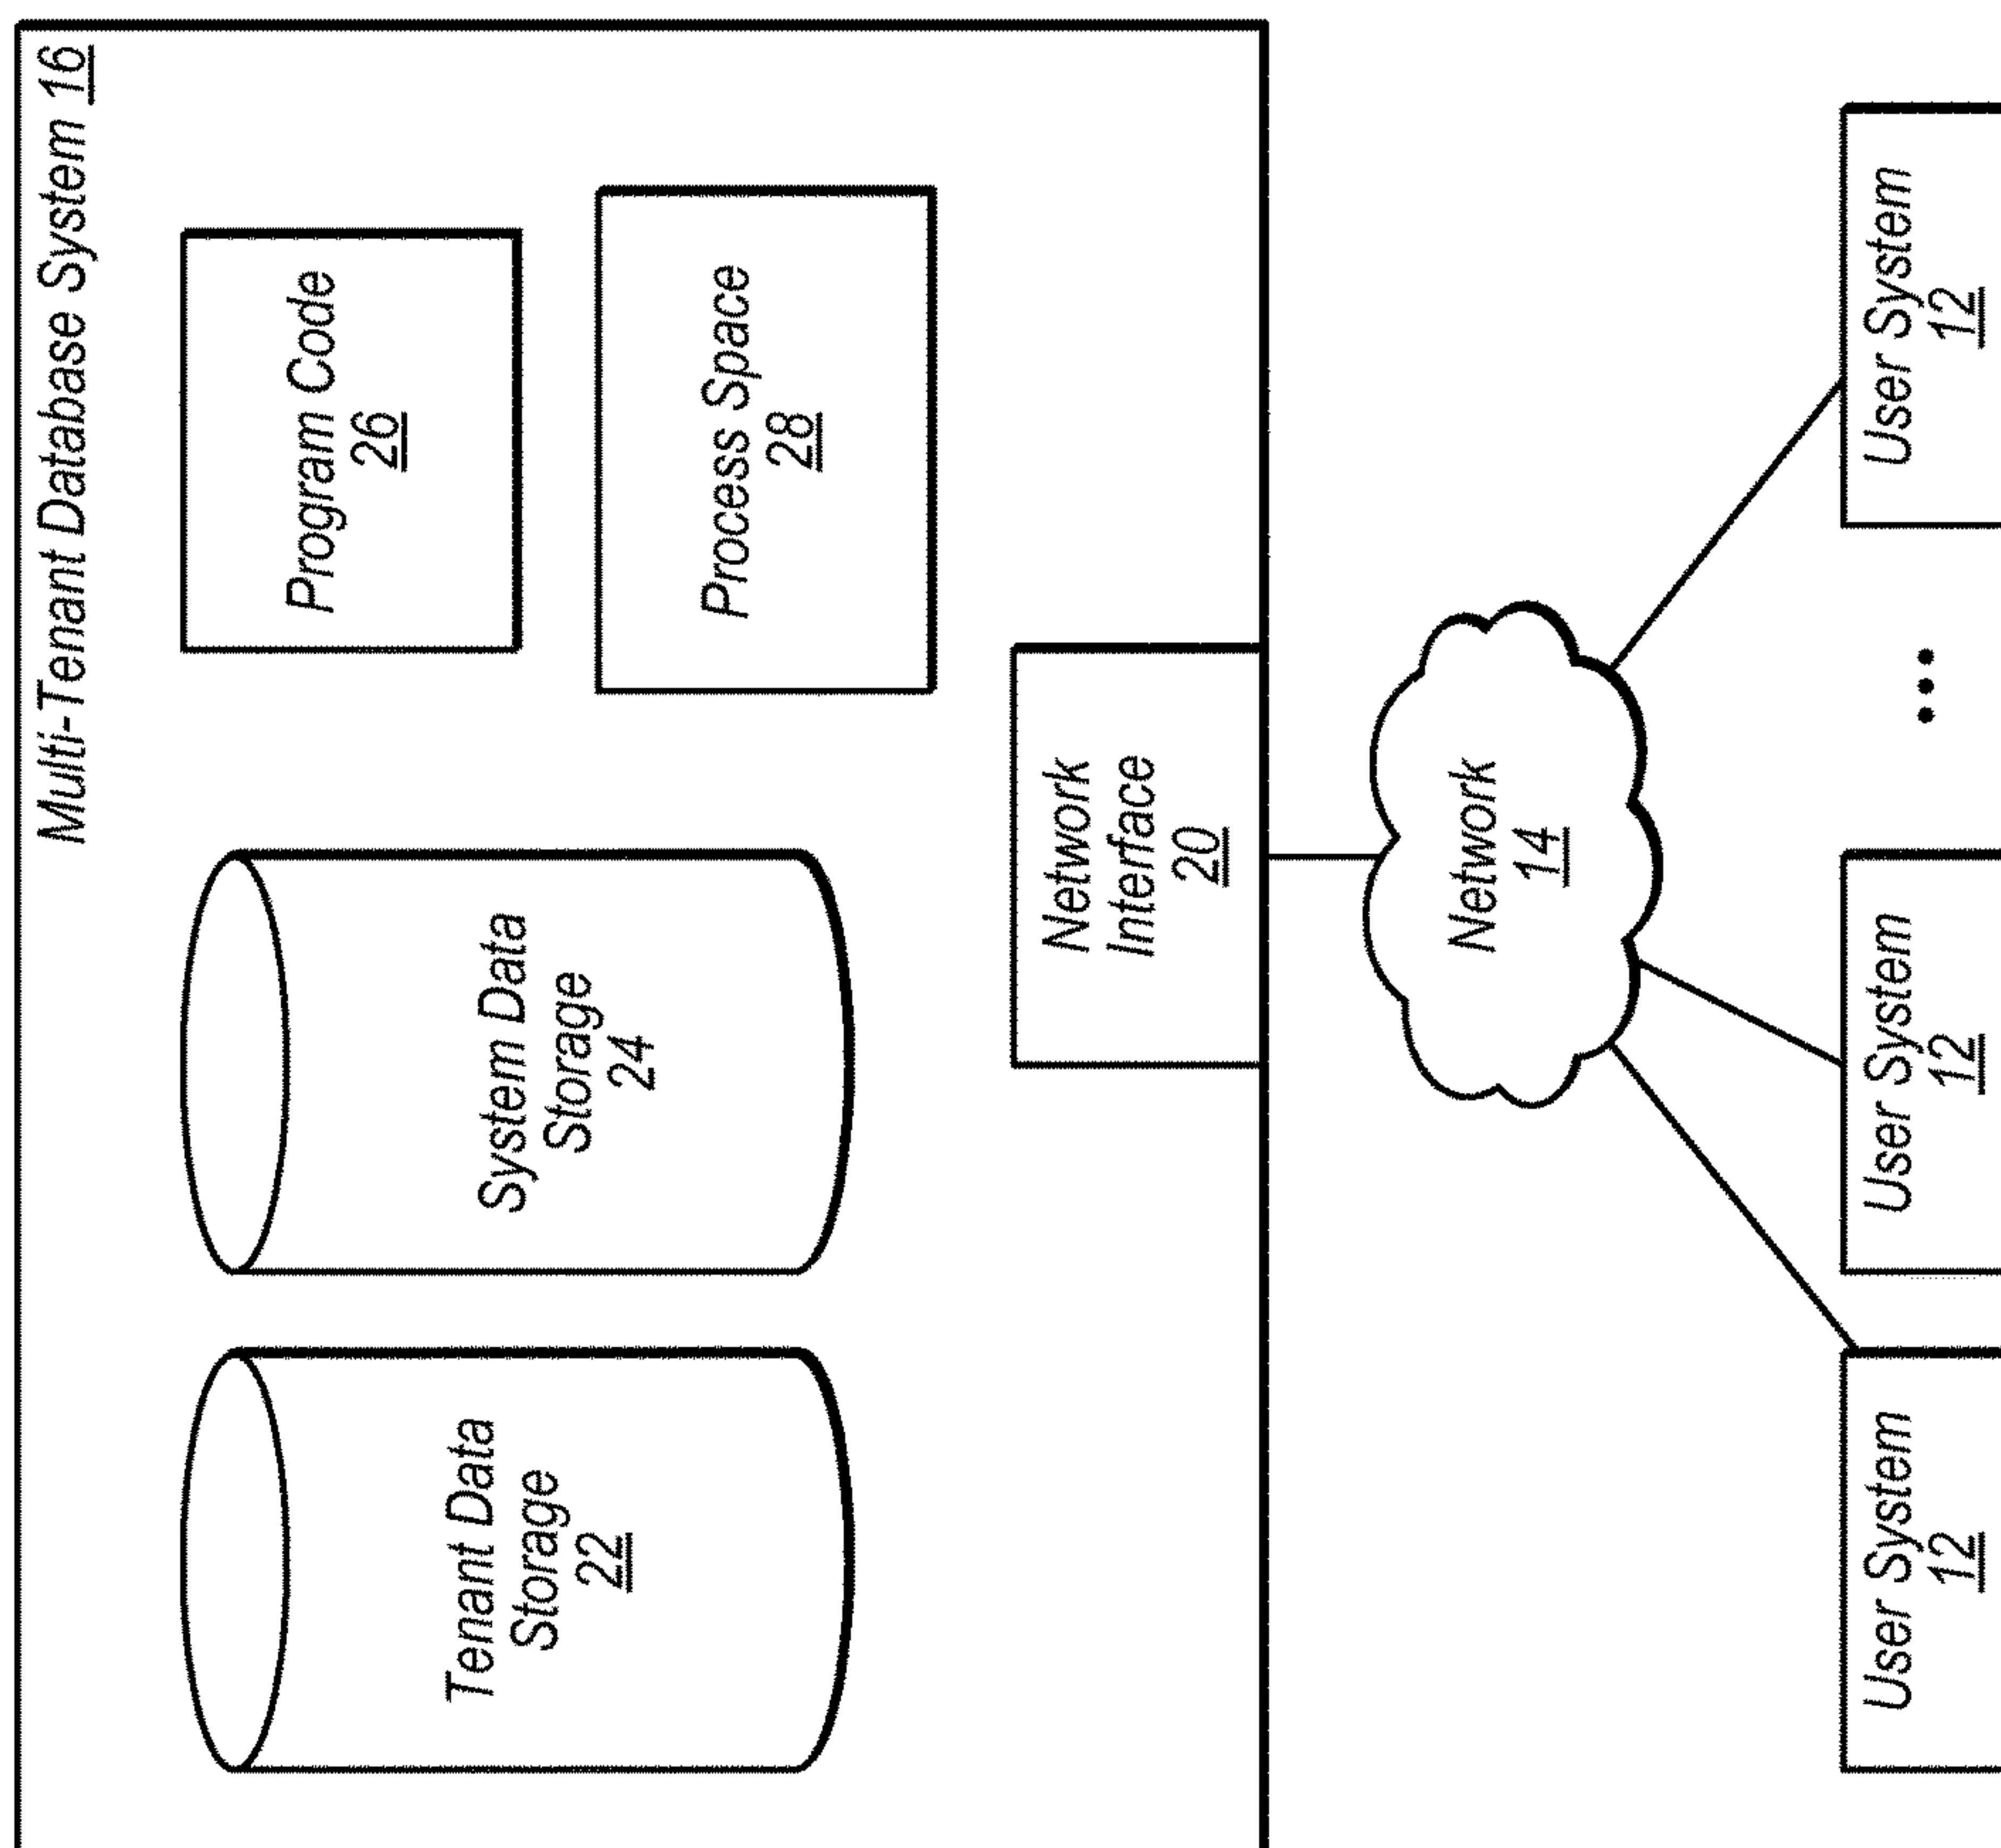 Multi-Tenant Database System 16
Tenant Data
Storage
22
System Data
Storage
24
Program Code
26
Process Space
28
Network
Interface
20
Network
14
User System
12
User System
12
User System
12